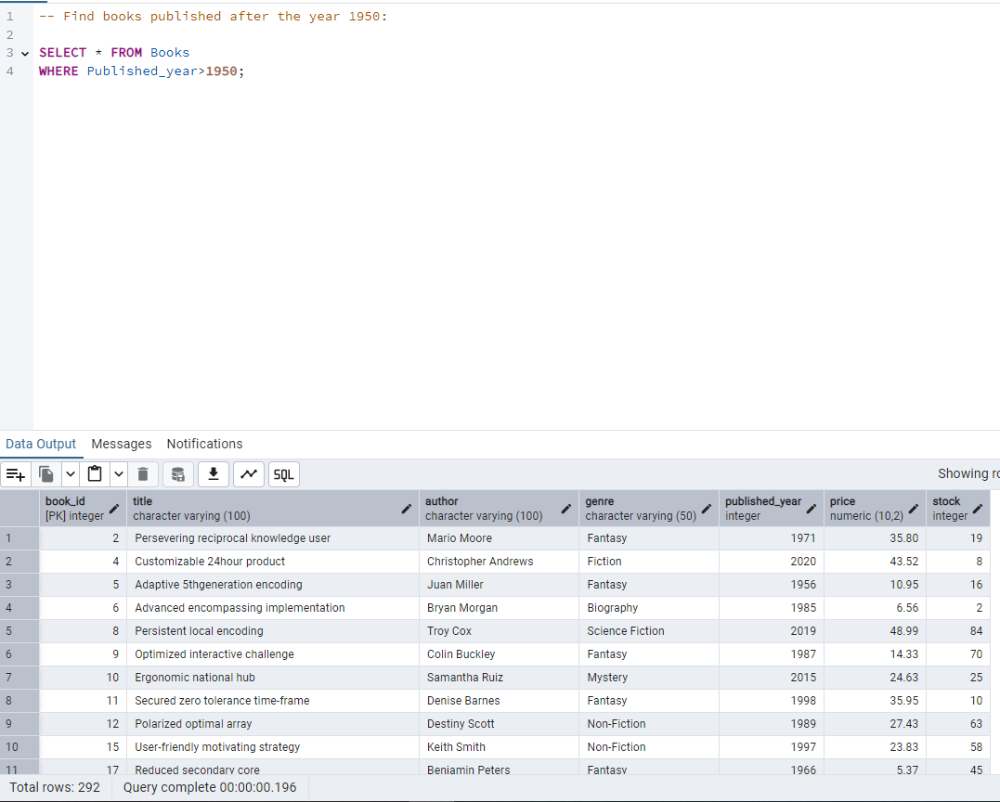 1 -- Find books published after the year 1950:
2
3 SELECT * FROM Books
4 WHERE Published_year>1950;
Data Output Messages Notifications
SQL Showing ro
book_id title author genre published_year price stock
[PK] integer character varying (100) character varying (100) character varying (50) integer numeric (10,2) integer
1 2 Persevering reciprocal knowledge user Mario Moore Fantasy 1971 35.80 19
2 4 Customizable 24hour product Christopher Andrews Fiction 2020 43.52 8
3 5 Adaptive 5thgeneration encoding Juan Miller Fantasy 1956 10.95 16
4 6 Advanced encompassing implementation Bryan Morgan Biography 1985 6.56 2
5 8 Persistent local encoding Troy Cox Science Fiction 2019 48.99 84
6 9 Optimized interactive challenge Colin Buckley Fantasy 1987 14.33 70
7 10 Ergonomic national hub Samantha Ruiz Mystery 2015 24.63 25
8 11 Secured zero tolerance time-frame Denise Barnes Fantasy 1998 35.95 10
9 12 Polarized optimal array Destiny Scott Non-Fiction 1989 27.43 63
10 15 User-friendly motivating strategy Keith Smith Non-Fiction 1997 23.83 58
11 17 Reduced secondary core Benjamin Peters Fantasy 1966 5.37 45
Total rows: 292 Query complete 00:00:00.196